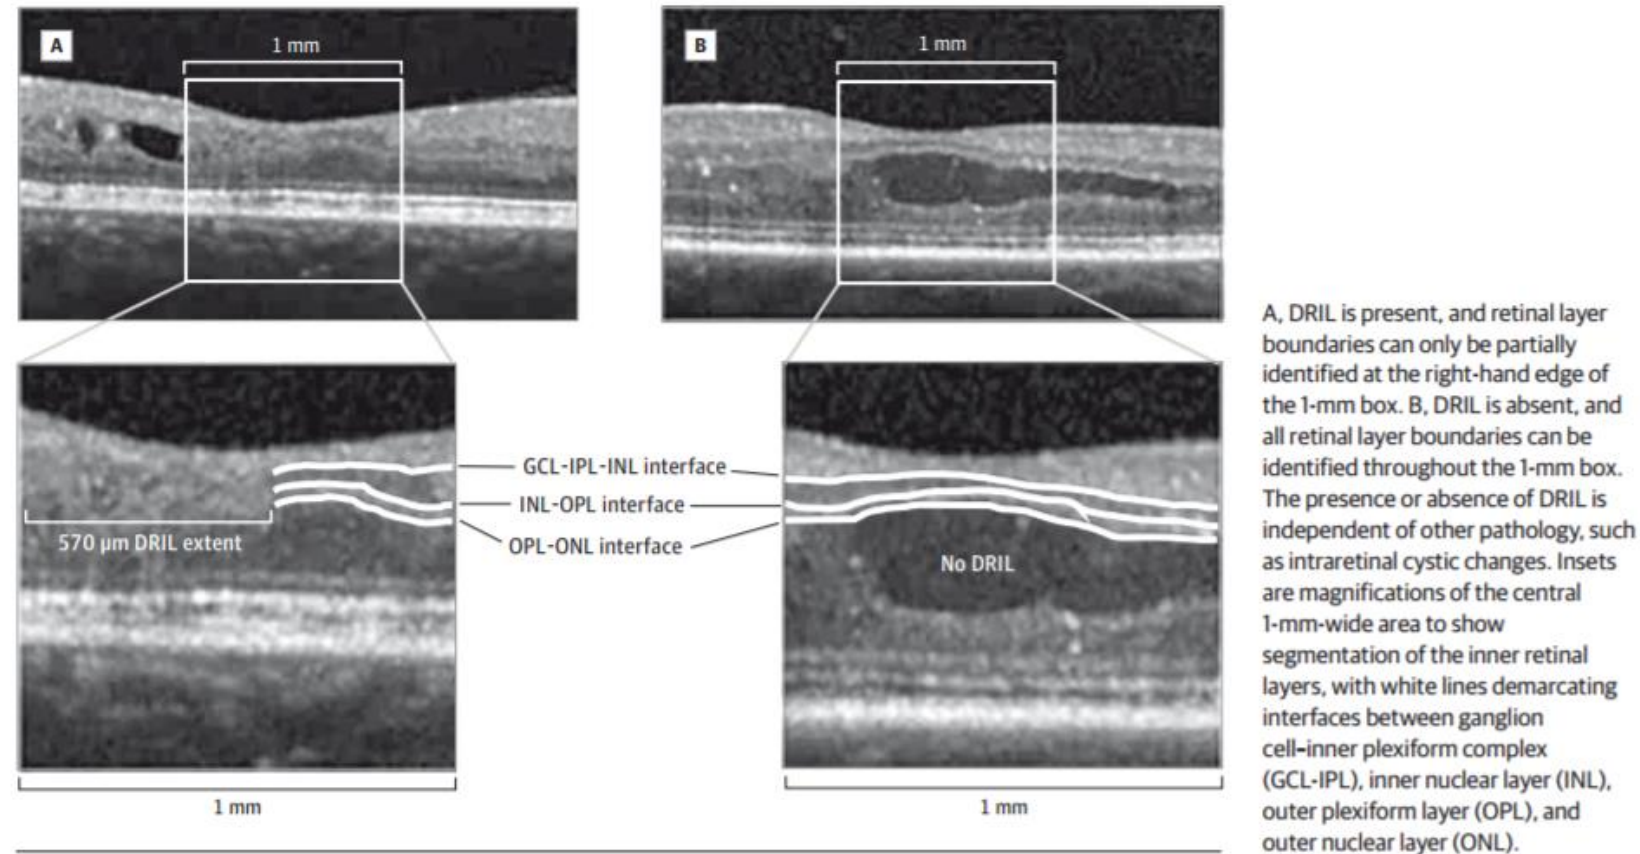 A
1 mm
B
1 mm
GCL-IPL-INL interface
INL-OPL interface
OPL-ONL interface
570 μm DRIL extent
No DRIL
1 mm
1 mm
A, DRIL is present, and retinal layer
boundaries can only be partially
identified at the right-hand edge of
the 1-mm box. B, DRIL is absent, and
all retinal layer boundaries can be
identified throughout the 1-mm box.
The presence or absence of DRIL is
independent of other pathology, such
as intraretinal cystic changes. Insets
are magnifications of the central
1-mm-wide area to show
segmentation of the inner retinal
layers, with white lines demarcating
interfaces between ganglion
cell–inner plexiform complex
(GCL-IPL), inner nuclear layer (INL),
outer plexiform layer (OPL), and
outer nuclear layer (ONL).